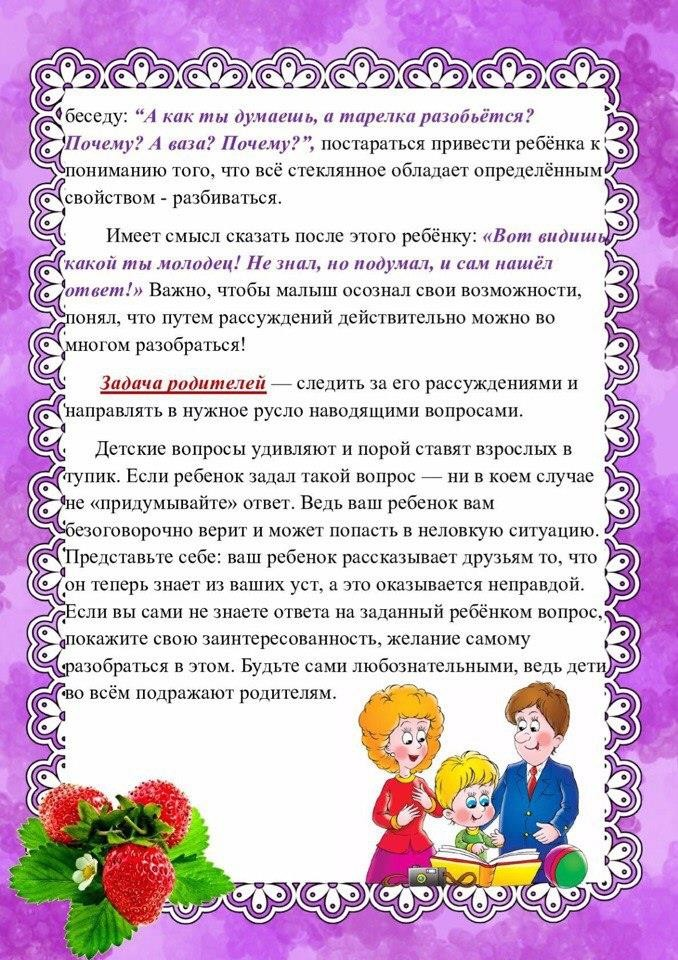 беседу: “А как ты думаешь, а тарелка разобьётся?
Почему? А ваза? Почему?”, постараться привести ребёнка к
пониманию того, что всё стеклянное обладает определённым
свойством - разбиваться.
Имеет смысл сказать после этого ребёнку: «Вот видишь
какой ты молодец! Не знал, но подумал, и сам нашёл
ответ!» Важно, чтобы малыш осознал свои возможности,
понял, что путем рассуждений действительно можно во
многом разобраться!
Задача родителей — следить за его рассуждениями и
направлять в нужное русло наводящими вопросами.
Детские вопросы удивляют и порой ставят взрослых в
тупик. Если ребенок задал такой вопрос — ни в коем случае
не «придумывайте» ответ. Ведь ваш ребенок вам
безоговорочно верит и может попасть в неловкую ситуацию.
Представьте себе: ваш ребенок рассказывает друзьям то, что
он теперь знает из ваших уст, а это оказывается неправдой.
Если вы сами не знаете ответа на заданный ребёнком вопрос,
покажите свою заинтересованность, желание самому
разобраться в этом. Будьте сами любознательными, ведь дети
во всём подражают родителям.